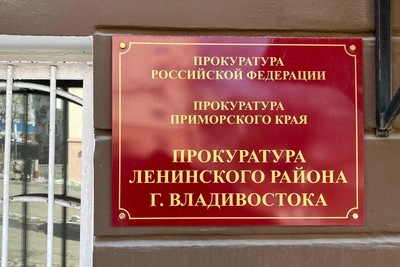 ПРОКУРАТУРА
РОССИЙСКОЙ ФЕДЕРАЦИИ
ПРОКУРАТУРА
ПРИМОРСКОГО КРАЯ
ПРОКУРАТУРА
ЛЕНИНСКОГО РАЙОНА
Г. ВЛАДИВОСТОКА